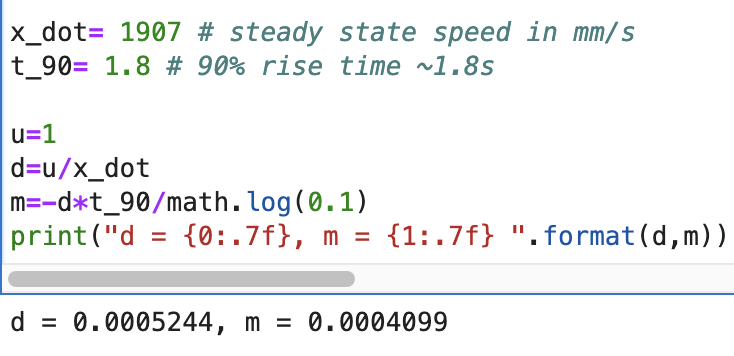 x_dot= 1907 # steady state speed in mm/s
t_90= 1.8 # 90% rise time ~1.8s
u=1
d=u/x_dot
m=-d*t_90/math.log(0.1)
print("d = {0:.7f}, m = {1:.7f} ".format(d,m))
d = 0.0005244, m = 0.0004099